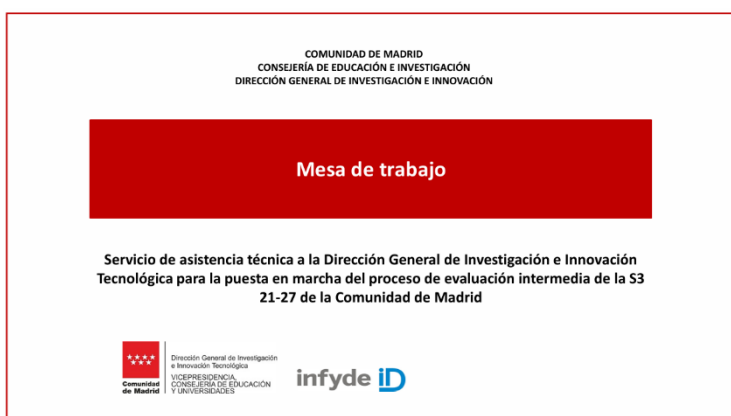 COMUNIDAD DE MADRID
CONSEJERÍA DE EDUCACIÓN E INVESTIGACIÓN
DIRECCIÓN GENERAL DE INVESTIGACIÓN E INNOVACIÓN
Mesa de trabajo
Servicio de asistencia técnica a la Dirección General de Investigación e Innovación
Tecnológica para la puesta en marcha del proceso de evaluación intermedia de la S3
21-27 de la Comunidad de Madrid
Comunidad
de Madrid
Dirección General de Investigación
e Innovación Tecnológica
VICEPRESIDENCIA,
CONSEJERÍA DE EDUCACIÓN
Y UNIVERSIDADES
infyde iD